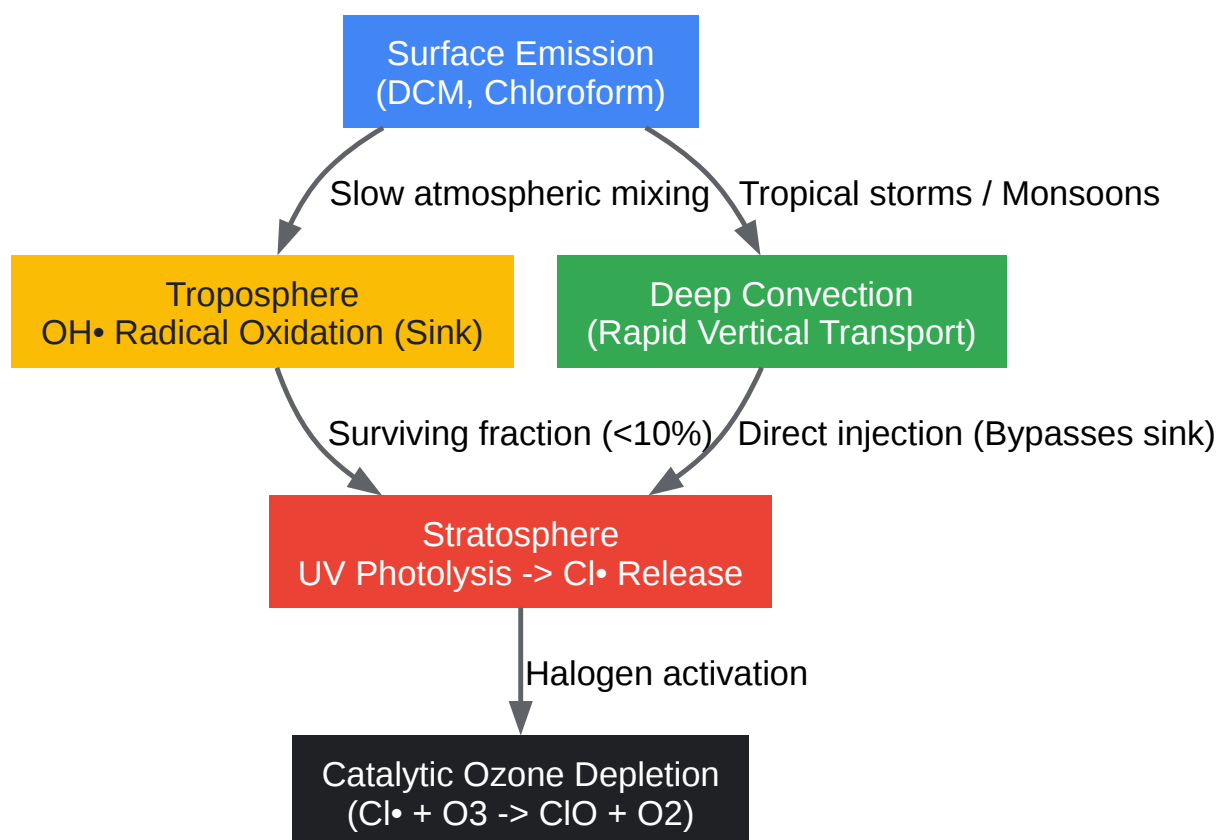 Surface Emission
(DCM, Chloroform)
Slow atmospheric mixing
Tropical storms / Monsoons
Troposphere
OH• Radical Oxidation (Sink)
Deep Convection
(Rapid Vertical Transport)
Surviving fraction (<10%)
Direct injection (Bypasses sink)
Stratosphere
UV Photolysis -> Cl• Release
Halogen activation
Catalytic Ozone Depletion
(Cl• + O3 -> ClO + O2)